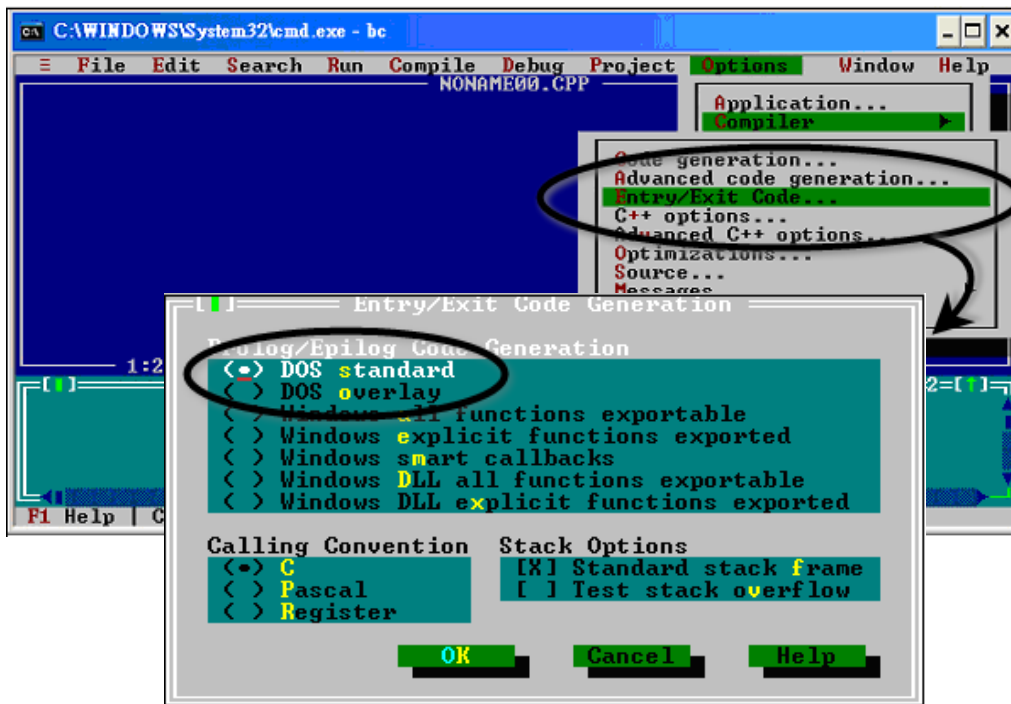 C:\WINDOWS\System32\cmd.exe - bc
≡ File Edit Search Run Compile Debug Project Options Window Help
NONAME00.CPP
Application...
Compiler ►
Code generation...
Advanced code generation...
Entry/Exit Code...
C++ options...
Advanced C++ options...
Optimizations...
Source...
Messages
1:2
2=[↑]
F1 Help | C
Entry/Exit Code Generation
Prolog/Epilog Code Generation
(•) DOS standard
( ) DOS overlay
( ) Windows all functions exportable
( ) Windows explicit functions exported
( ) Windows smart callbacks
( ) Windows DLL all functions exportable
( ) Windows DLL explicit functions exported
Calling Convention
(•) C
( ) Pascal
( ) Register
Stack Options
[X] Standard stack frame
[ ] Test stack overflow
OK Cancel Help